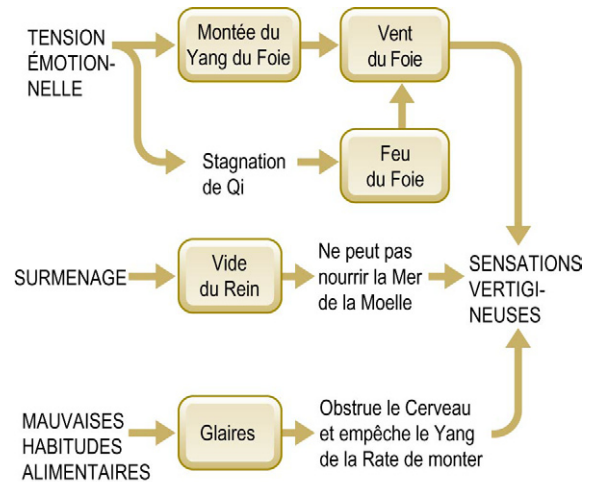 TENSION
ÉMOTION-
NELLE
Montée du
Yang du Foie
Vent
du Foie
Stagnation
de Qi
Feu
du Foie
SURMENAGE
Vide
du Rein
Ne peut pas
nourrir la Mer
de la Moelle
SENSATIONS
VERTIGI-
NEUSES
MAUVAISES
HABITUDES
ALIMENTAIRES
Glaires
Obstrue le Cerveau
et empêche le Yang
de la Rate de monter